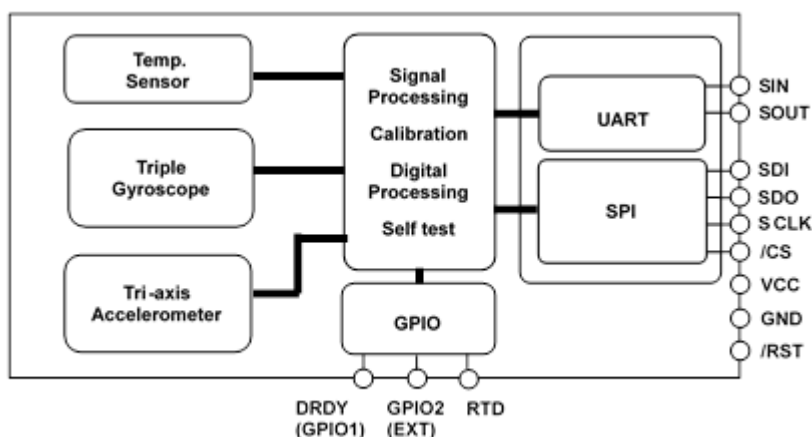 Temp.
Sensor
Triple
Gyroscope
Tri-axis
Accelerometer
Signal
Processing
Calibration
Digital
Processing
Self test
GPIO
UART
SPI
SIN
SOUT
SDI
SDO
SCLK
/CS
VCC
GND
/RST
DRDY
(GPIO1)
GPIO2
(EXT)
RTD